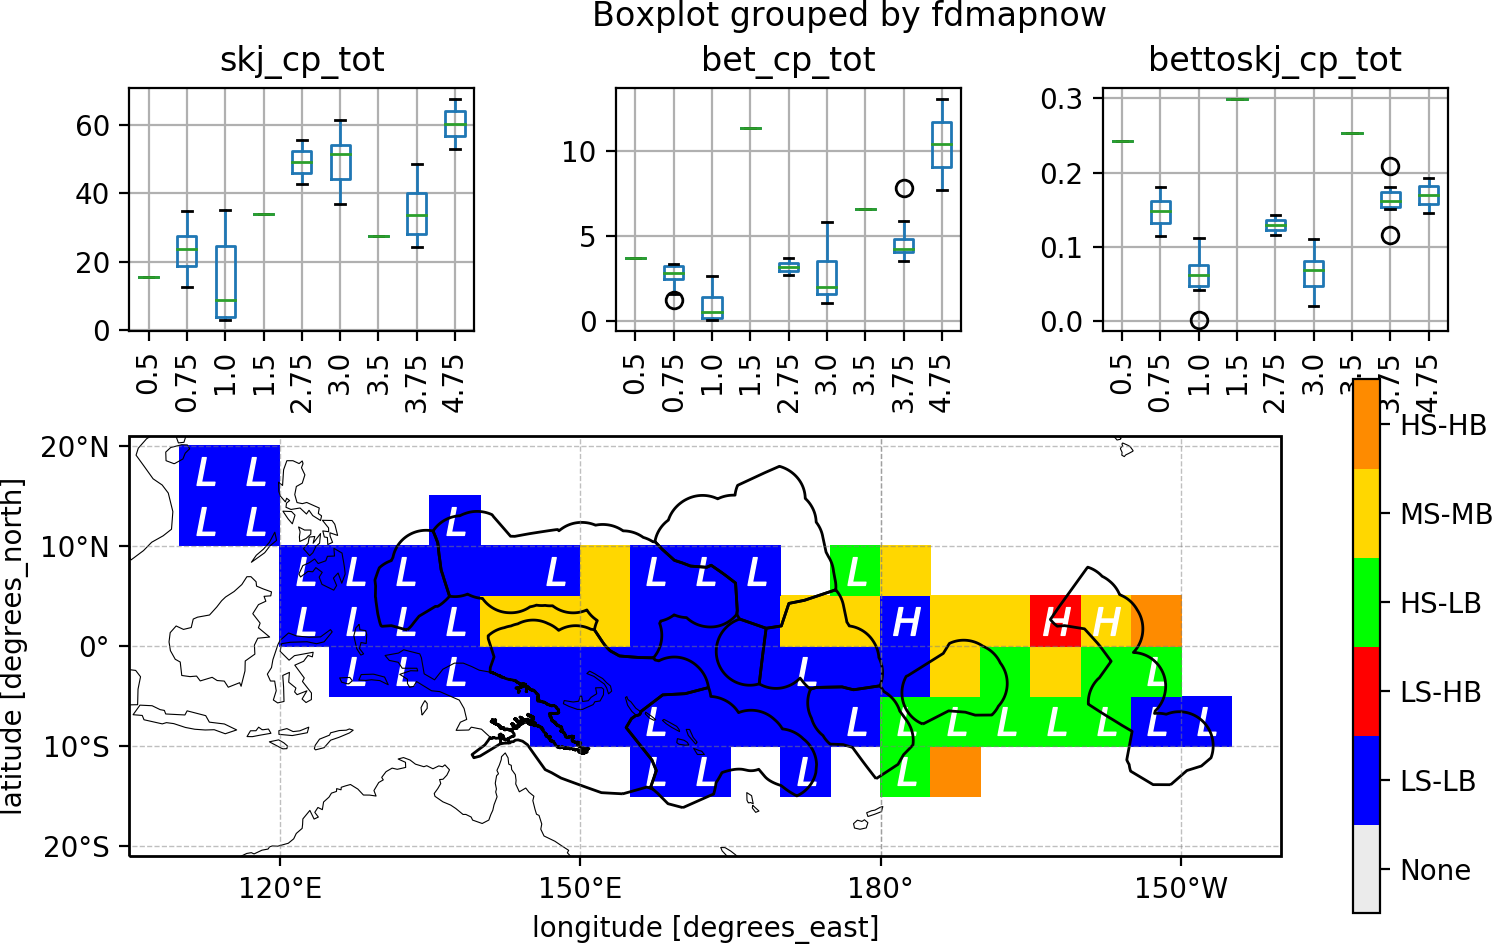 Boxplot grouped by fdmapnow
skj_cp_tot bet_cp_tot bettoskj_cp_tot
60
40
20
0
0.5 0.75 1.0 1.5 2.75 3.0 3.5 3.75 4.75
10
5
0
0.5 0.75 1.0 1.5 2.75 3.0 3.5 3.75 4.75
0.3
0.2
0.1
0.0
0.5 0.75 1.0 1.5 2.75 3.0 3.5 3.75 4.75
latitude [degrees_north]
20°N
10°N
0°
10°S
20°S
L L
L L L
L L L L L L L L
L L L L H H H
L L L L L
L L L L L L L L L
L L L L
120°E 150°E 180° 150°W
longitude [degrees_east]
HS-HB
MS-MB
HS-LB
LS-HB
LS-LB
None